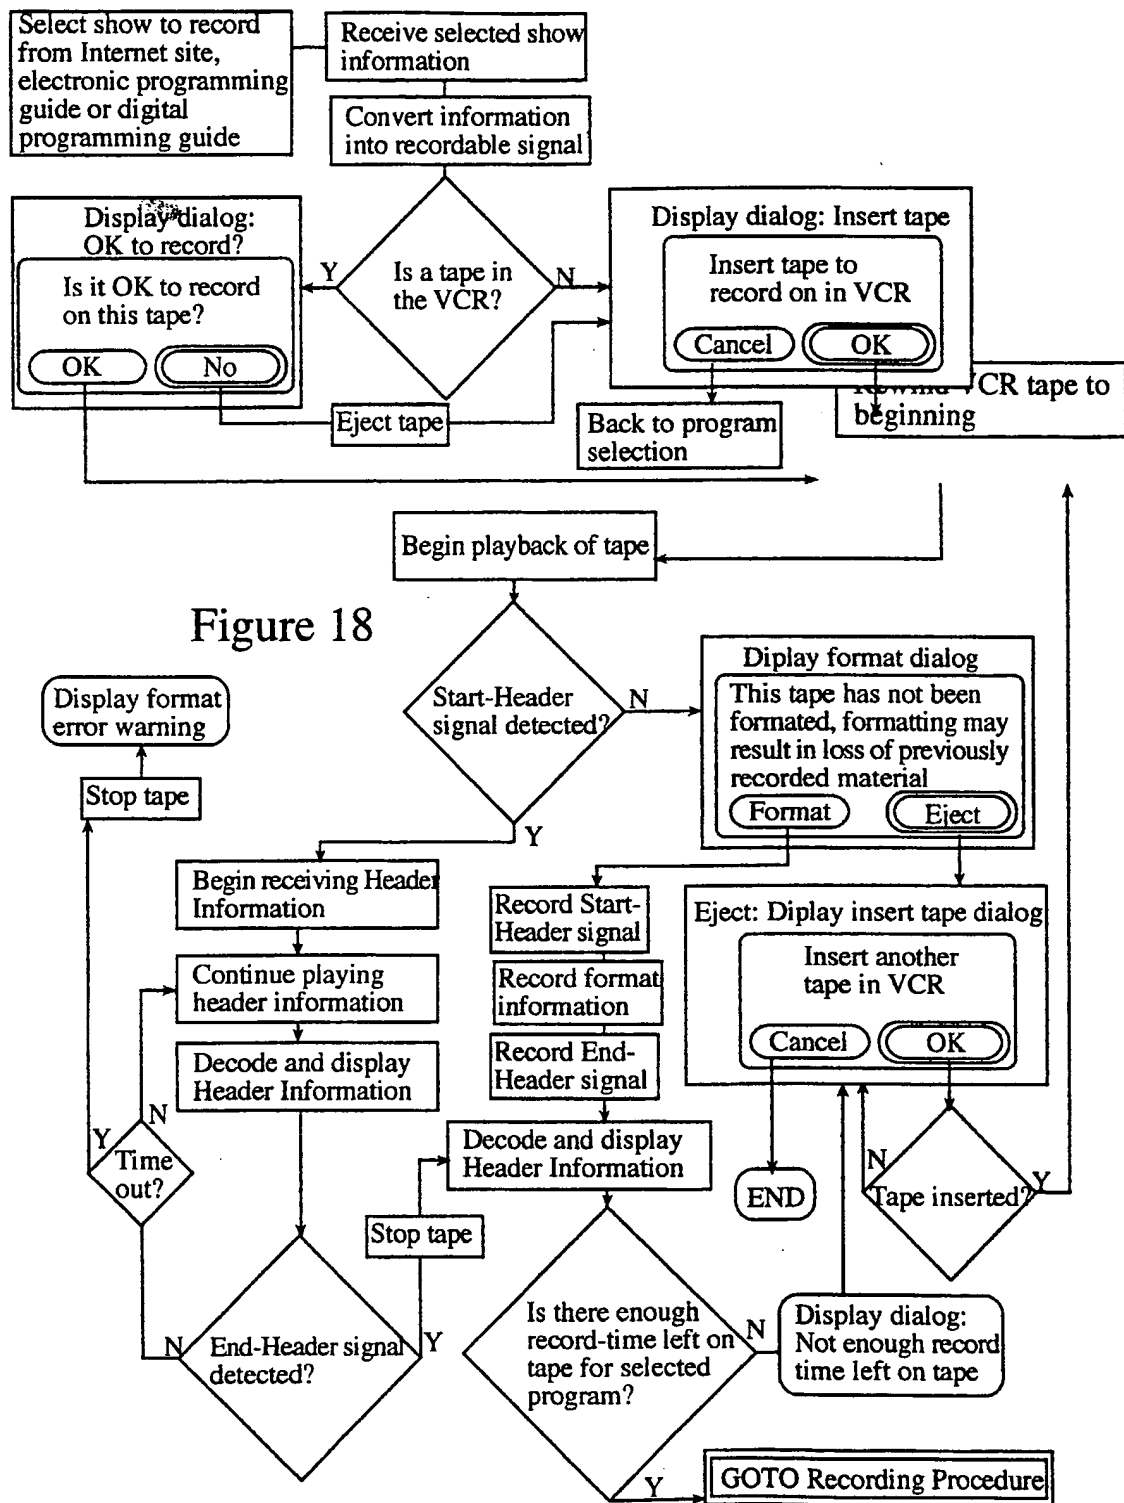 Select show to record
from Internet site,
electronic programming
guide or digital
programming guide
Receive selected show
information
Convert information
into recordable signal
Display dialog:
OK to record?
Is it OK to record
on this tape?
OK
No
Y
Is a tape in
the VCR?
N
Display dialog: Insert tape
Insert tape to
record on in VCR
Cancel
OK
Eject tape
Back to program
selection
VCR tape to
beginning
Begin playback of tape
Figure 18
Start-Header
signal detected?
N
Y
Diplay format dialog
This tape has not been
formated, formatting may
result in loss of previously
recorded material
Format
Eject
Display format
error warning
Stop tape
Begin receiving Header
Information
Continue playing
header information
Decode and display
Header Information
Record Start-
Header signal
Record format
information
Record End-
Header signal
Eject: Diplay insert tape dialog
Insert another
tape in VCR
Cancel
OK
Y
N
Time
out?
Decode and display
Header Information
END
N
Tape inserted?
Y
Stop tape
N
End-Header signal
detected?
Y
Is there enough
record-time left on
tape for selected
program?
N
Display dialog:
Not enough record
time left on tape
Y
GOTO Recording Procedure